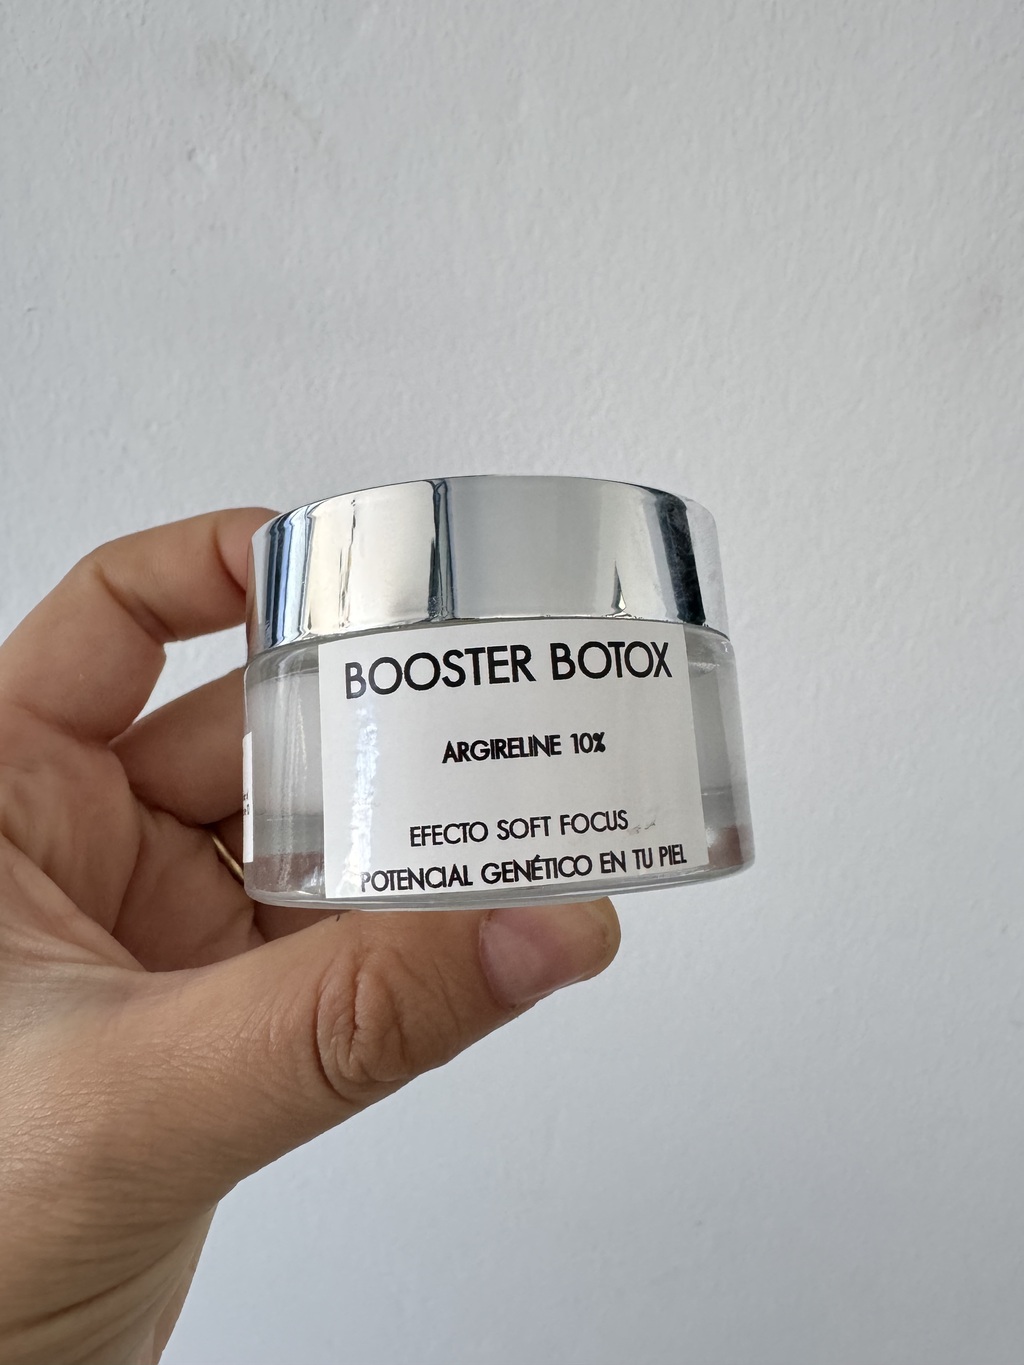 BOOSTER BOTOX
ARGIRELINE 10%
EFECTO SOFT FOCUS
POTENCIAL GENÉTICO EN TU PIEL